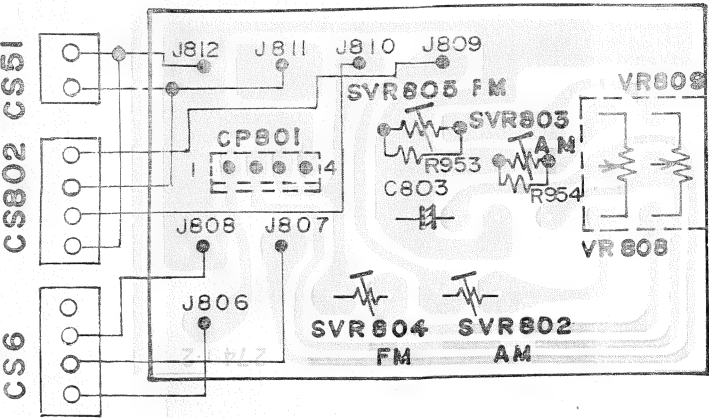 CS51
J812
J811
J810
J809
SVR805 FM
VR809
SVR803
AM
CP801
1
4
R953
R954
C803
CS802
J808
J807
VR808
J806
SVR804
FM
SVR802
AM
CS6